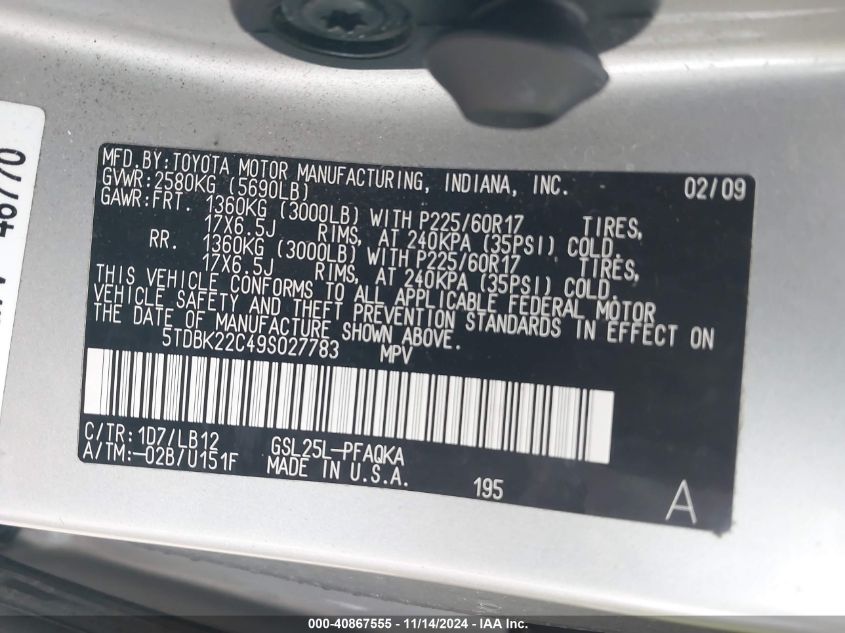 MFD.BY:TOYOTA MOTOR MANUFACTURING, INDIANA, INC. 02/09
GVWR:2580KG (5690LB)
GAWR:FRT. 1360KG (3000LB) WITH P225/60R17 TIRES,
17X6.5J RIMS, AT 240KPA (35PSI) COLD.
RR. 1360KG (3000LB) WITH P225/60R17 TIRES,
17X6.5J RIMS, AT 240KPA (35PSI) COLD.
THIS VEHICLE CONFORMS TO ALL APPLICABLE FEDERAL MOTOR
VEHICLE SAFETY AND THEFT PREVENTION STANDARDS IN EFFECT ON
THE DATE OF MANUFACTURE SHOWN ABOVE.
5TDBK22C49S027783 MPV
C/TR:1D7/LB12 GSL25L-PFAQKA
A/TM:-02B/U151F MADE IN U.S.A. 195 A
46770
000-40867555 - 11/14/2024 - IAA Inc.